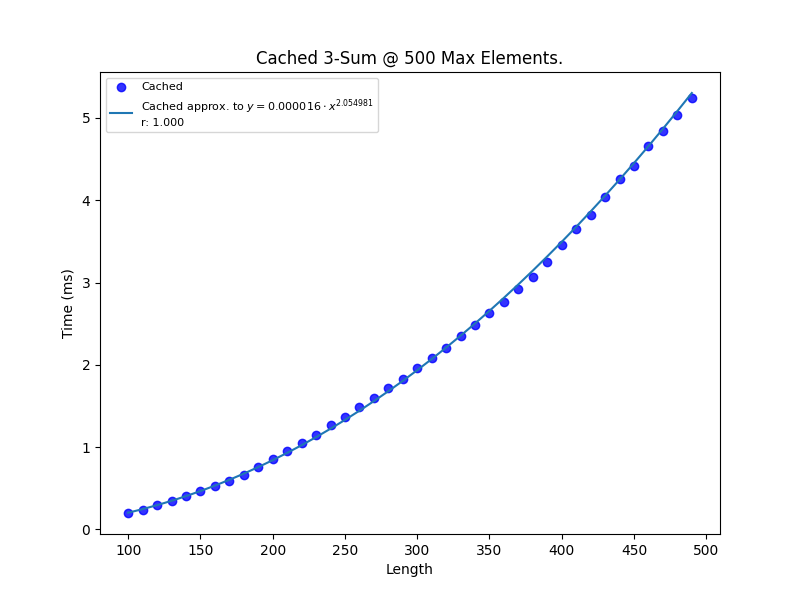 Cached 3-Sum @ 500 Max Elements.
Cached
Cached approx. to y = 0.000016 · x^2.054981
r: 1.000
5
4
3
2
1
0
Time (ms)
100 150 200 250 300 350 400 450 500
Length